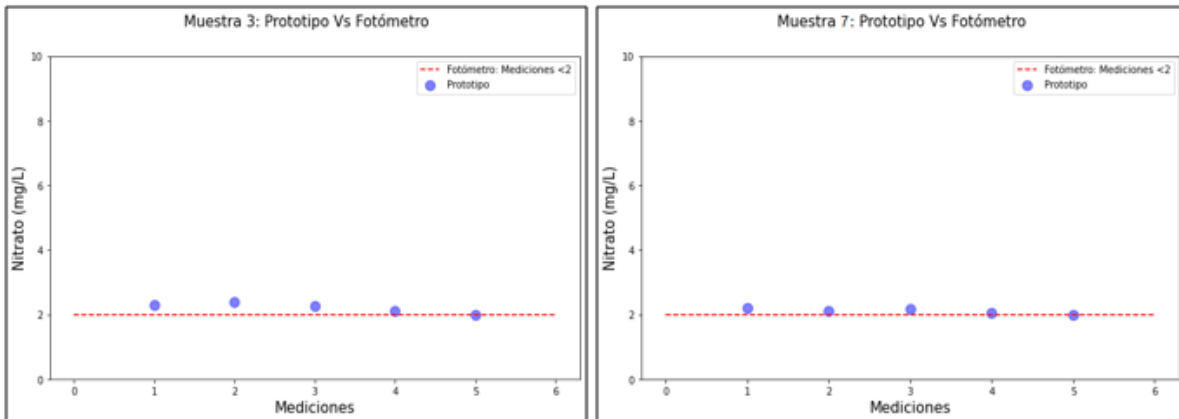 Muestra 3: Prototipo Vs Fotómetro
Fotómetro: Mediciones <2
Prototipo
Nitrato (mg/L)
10
8
6
4
2
0
0 1 2 3 4 5 6
Mediciones
Muestra 7: Prototipo Vs Fotómetro
Fotómetro: Mediciones <2
Prototipo
Nitrato (mg/L)
10
8
6
4
2
0
0 1 2 3 4 5 6
Mediciones